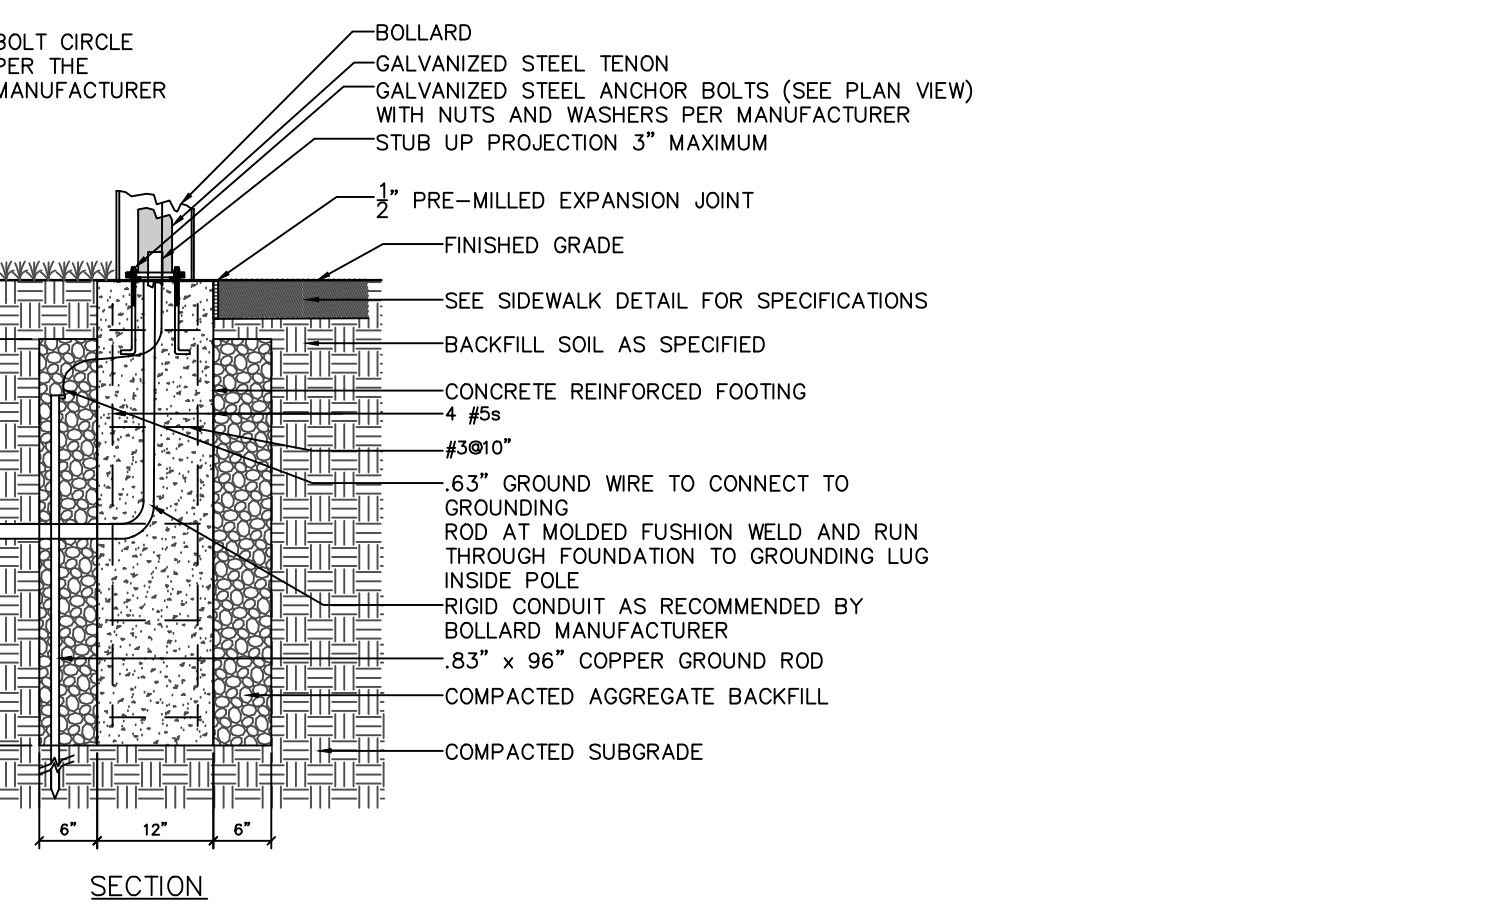 BOLT CIRCLE
PER THE
MANUFACTURER
BOLLARD
GALVANIZED STEEL TENON
GALVANIZED STEEL ANCHOR BOLTS (SEE PLAN VIEW)
WITH NUTS AND WASHERS PER MANUFACTURER
STUB UP PROJECTION 3" MAXIMUM
1/2" PRE-MILLED EXPANSION JOINT
FINISHED GRADE
SEE SIDEWALK DETAIL FOR SPECIFICATIONS
BACKFILL SOIL AS SPECIFIED
CONCRETE REINFORCED FOOTING
4 #5s
#3@10"
.63" GROUND WIRE TO CONNECT TO
GROUNDING
ROD AT MOLDED FUSHION WELD AND RUN
THROUGH FOUNDATION TO GROUNDING LUG
INSIDE POLE
RIGID CONDUIT AS RECOMMENDED BY
BOLLARD MANUFACTURER
.83" x 96" COPPER GROUND ROD
COMPACTED AGGREGATE BACKFILL
COMPACTED SUBGRADE
6" 12" 6"
SECTION